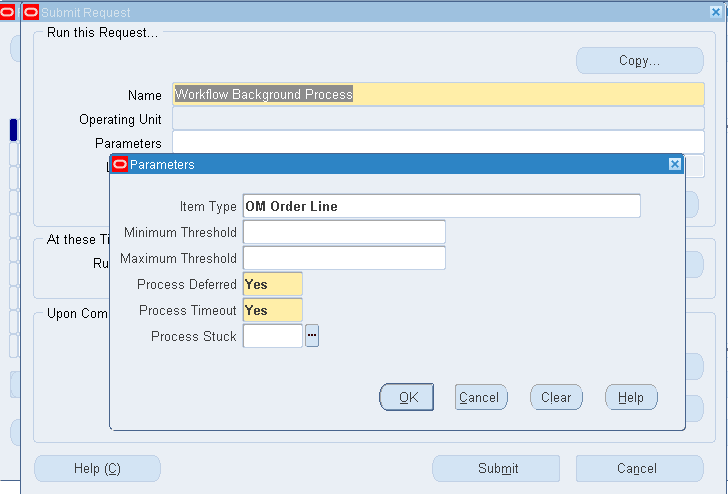 Submit Request
Run this Request...
Copy...
Name
Workflow Background Process
Operating Unit
Parameters
Parameters
Item Type
OM Order Line
Minimum Threshold
Maximum Threshold
At these Ti
Ru
Process Deferred
Yes
Process Timeout
Yes
Upon Com
Process Stuck
...
OK
Cancel
Clear
Help
Help (C)
Submit
Cancel